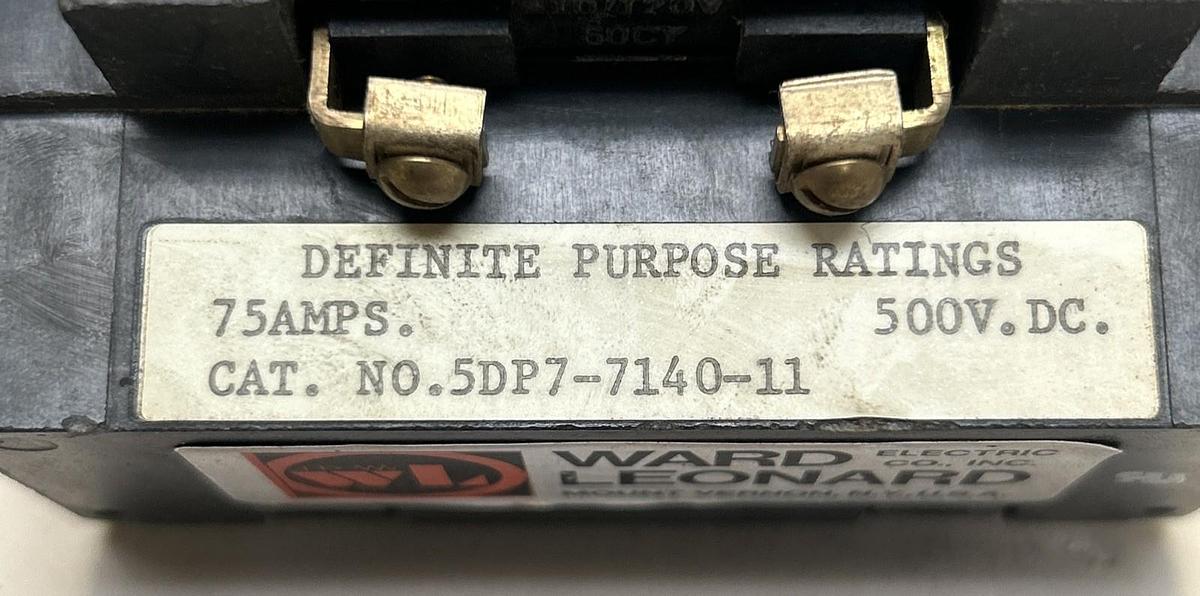 60CY
DEFINITE PURPOSE RATINGS
75AMPS. 500V.DC.
CAT. NO.5DP7-7140-11
WL
WARD ELECTRIC
LEONARD CO., INC
MOUNT VERNON, N.Y., U.S.A.